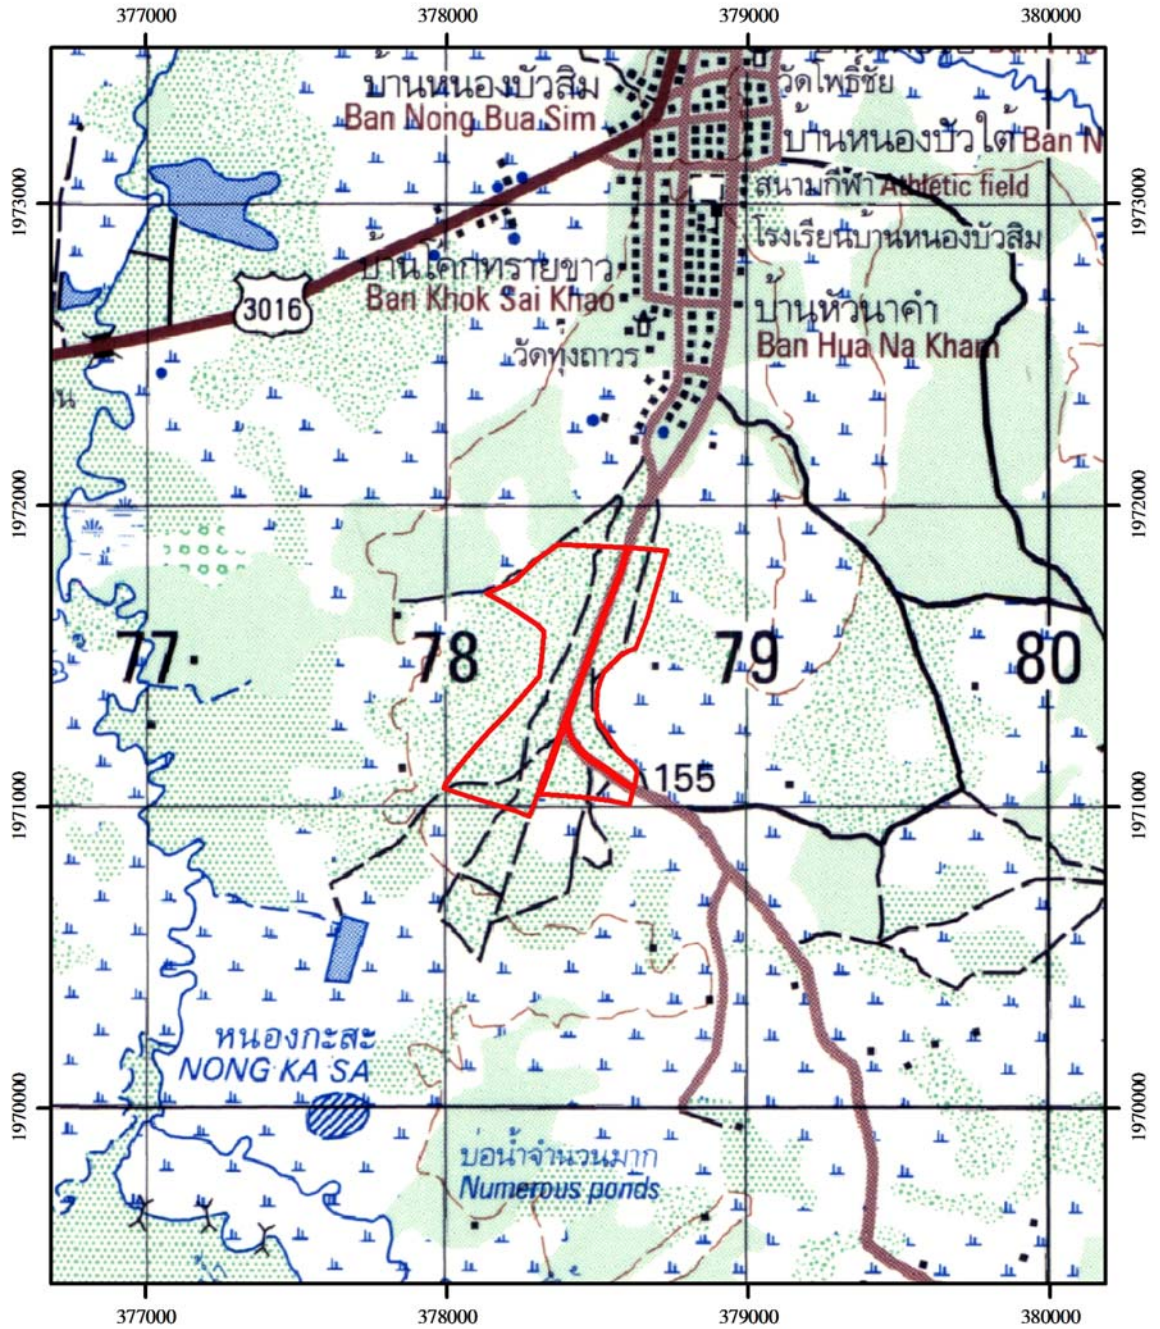 377000
378000
379000
380000
บ้านหนองบัวสิม
Ban Nong Bua Sim
วัดโพธิ์ชัย
บ้านหนองบัวใต้ Ban N
สนามกีฬา Athletic field
1973000
1973000
โรงเรียนบ้านหนองบัวสิม
บ้านโคกทรายขาว
Ban Khok Sai Khao
3016
บ้านหัวนาคำ
Ban Hua Na Kham
วัดทุ่งถาวร
น
1972000
1972000
77
78
79
80
155
1971000
1971000
หนองกะสะ
NONG KA SA
1970000
1970000
บ่อน้ำจำนวนมาก
Numerous ponds
377000
378000
379000
380000